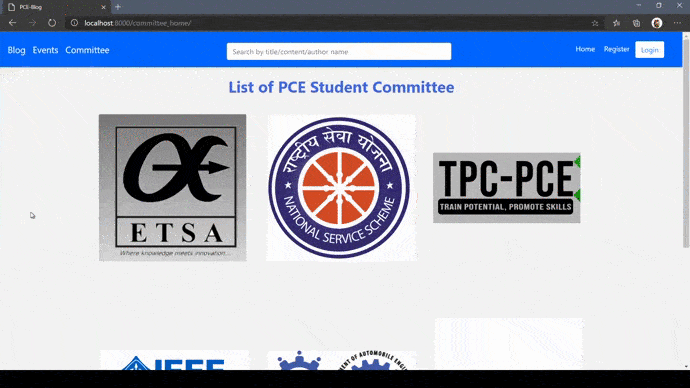 PCE-Blog
localhost:8000/committee_home/
Blog Events Committee
Search by title/content/author name
Home Register Login
List of PCE Student Committee
ETSA
Where knowledge meets innovation...
राष्ट्रीय सेवा योजना
NATIONAL SERVICE SCHEME
TPC-PCE
TRAIN POTENTIAL, PROMOTE SKILLS
IEEE
OF AUTOMOBILE